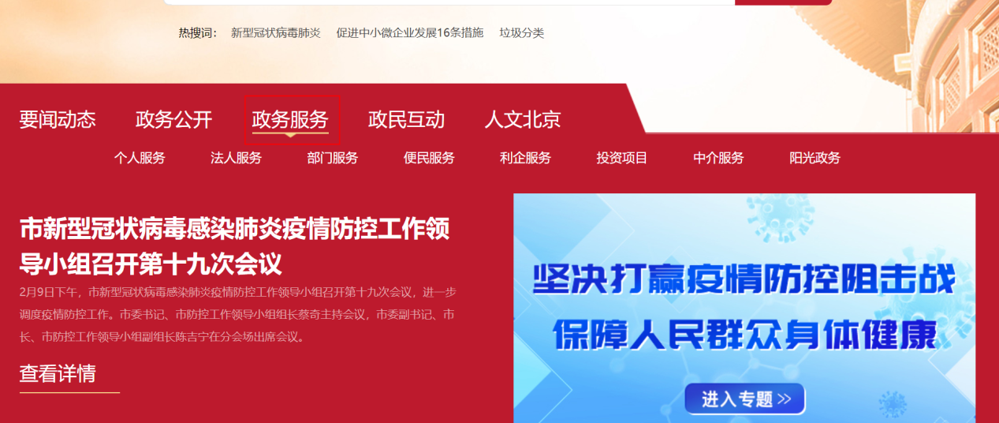 热搜词： 新型冠状病毒肺炎 促进中小微企业发展16条措施 垃圾分类
要闻动态 政务公开 政务服务 政民互动 人文北京
个人服务 法人服务 部门服务 便民服务 利企服务 投资项目 中介服务 阳光政务
市新型冠状病毒感染肺炎疫情防控工作领
导小组召开第十九次会议
2月9日下午，市新型冠状病毒感染肺炎疫情防控工作领导小组召开第十九次会议，进一步
调度疫情防控工作。市委书记、市防控工作领导小组组长蔡奇主持会议，市委副书记、市
长、市防控工作领导小组副组长陈吉宁在分会场出席会议。
查看详情
坚决打赢疫情防控阻击战
保障人民群众身体健康
进入专题 >>